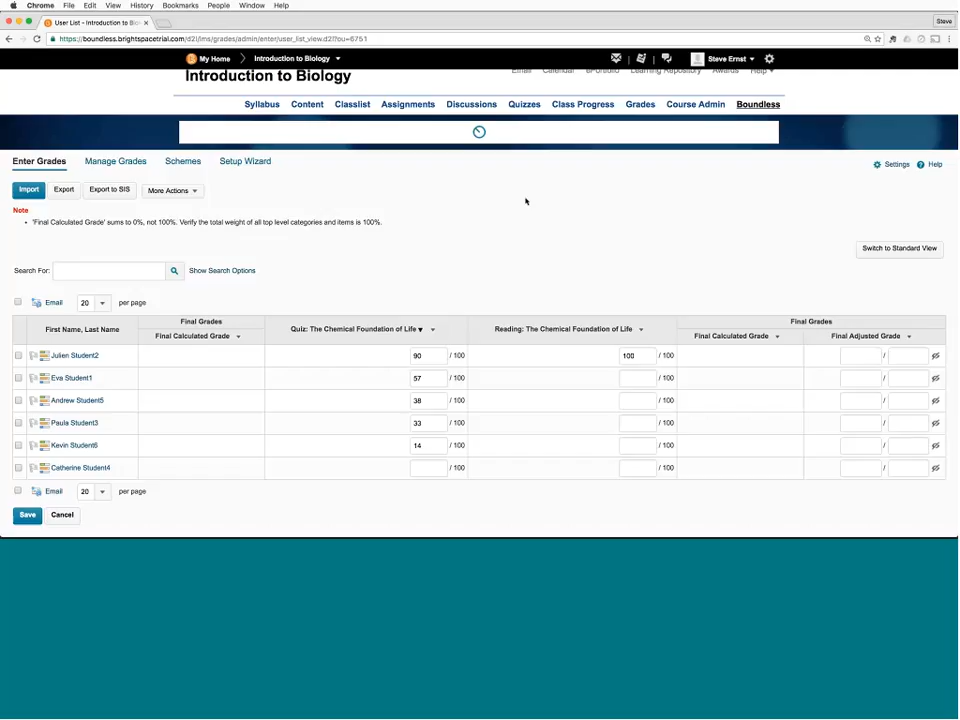 Chrome File Edit View History Bookmarks People Window Help
User List - Introduction to Bio
Steve
https://boundless.brightspacetrial.com/d2l/lms/grades/admin/enter/user_list_view.d2l?ou=6751
My Home Introduction to Biology Steve Ernst
Introduction to Biology Email Calendar ePortfolio Learning Repository Awards Help
Syllabus Content Classlist Assignments Discussions Quizzes Class Progress Grades Course Admin Boundless
Enter Grades Manage Grades Schemes Setup Wizard Settings Help
Import Export Export to SIS More Actions
Note
• 'Final Calculated Grade' sums to 0%, not 100%. Verify the total weight of all top level categories and items is 100%.
Switch to Standard View
Search For: Show Search Options
Email 20 per page
Final Grades Final Grades
First Name, Last Name Quiz: The Chemical Foundation of Life Reading: The Chemical Foundation of Life
Final Calculated Grade Final Calculated Grade Final Adjusted Grade
Julien Student2 90 / 100 100 / 100 /
Eva Student1 57 / 100 / 100 /
Andrew Student5 38 / 100 / 100 /
Paula Student3 33 / 100 / 100 /
Kevin Student6 14 / 100 / 100 /
Catherine Student4 / 100 / 100 /
Email 20 per page
Save Cancel